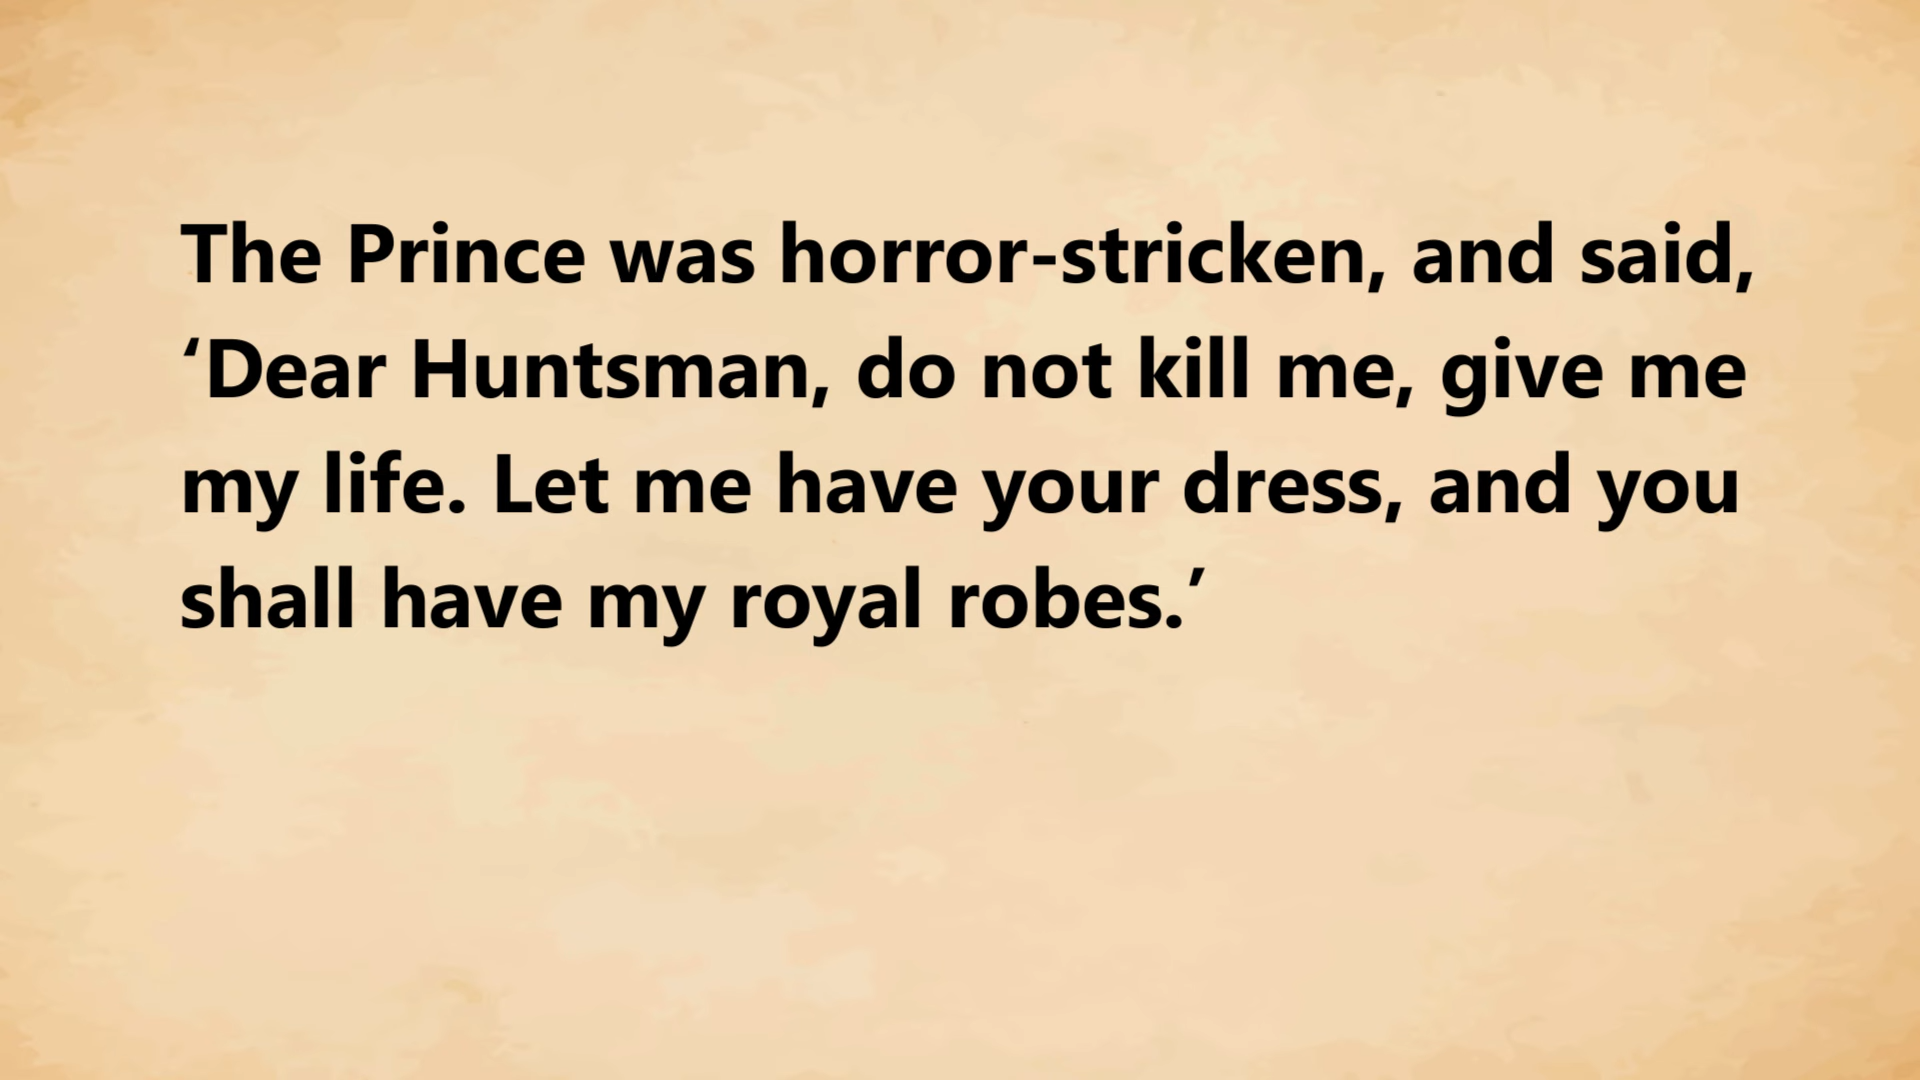 The Prince was horror-stricken, and said,
‘Dear Huntsman, do not kill me, give me
my life. Let me have your dress, and you
shall have my royal robes.’